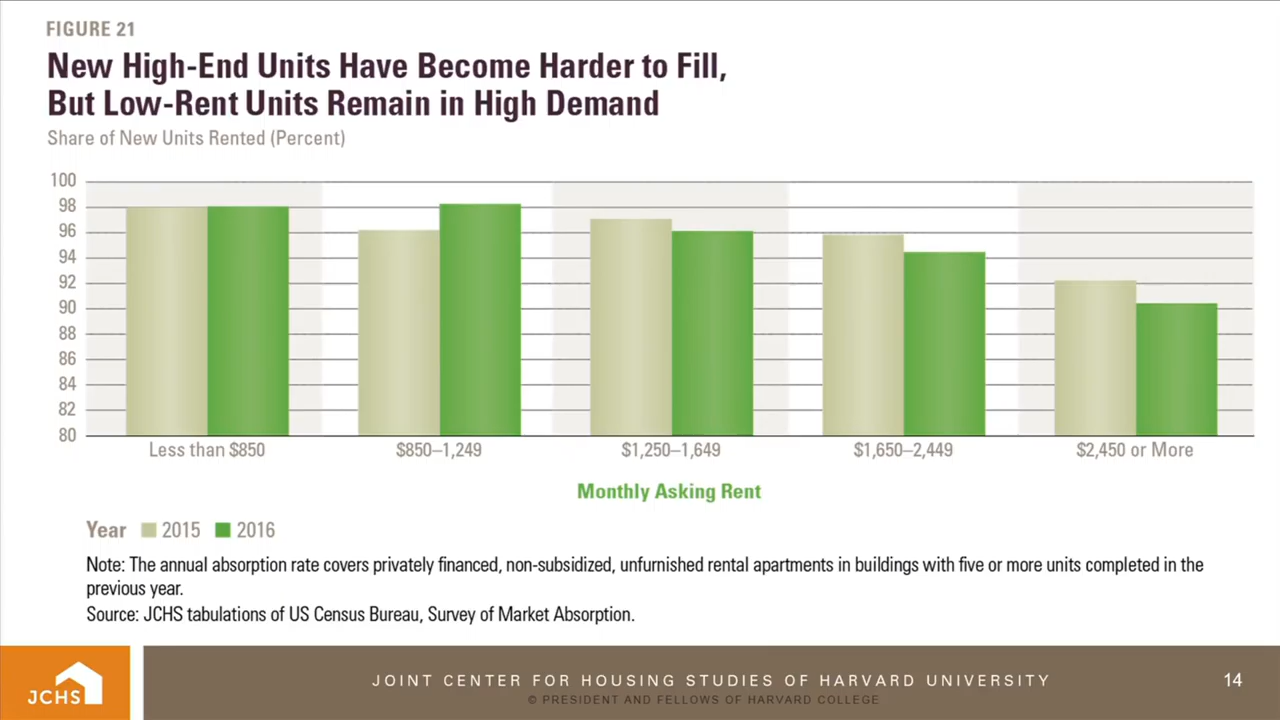 FIGURE 21
New High-End Units Have Become Harder to Fill,
But Low-Rent Units Remain in High Demand
Share of New Units Rented (Percent)
100
98
96
94
92
90
88
86
84
82
80
Less than $850
$850–1,249
$1,250–1,649
$1,650–2,449
$2,450 or More
Monthly Asking Rent
Year 2015 2016
Note: The annual absorption rate covers privately financed, non-subsidized, unfurnished rental apartments in buildings with five or more units completed in the
previous year.
Source: JCHS tabulations of US Census Bureau, Survey of Market Absorption.
JCHS
JOINT CENTER FOR HOUSING STUDIES OF HARVARD UNIVERSITY
© PRESIDENT AND FELLOWS OF HARVARD COLLEGE
14